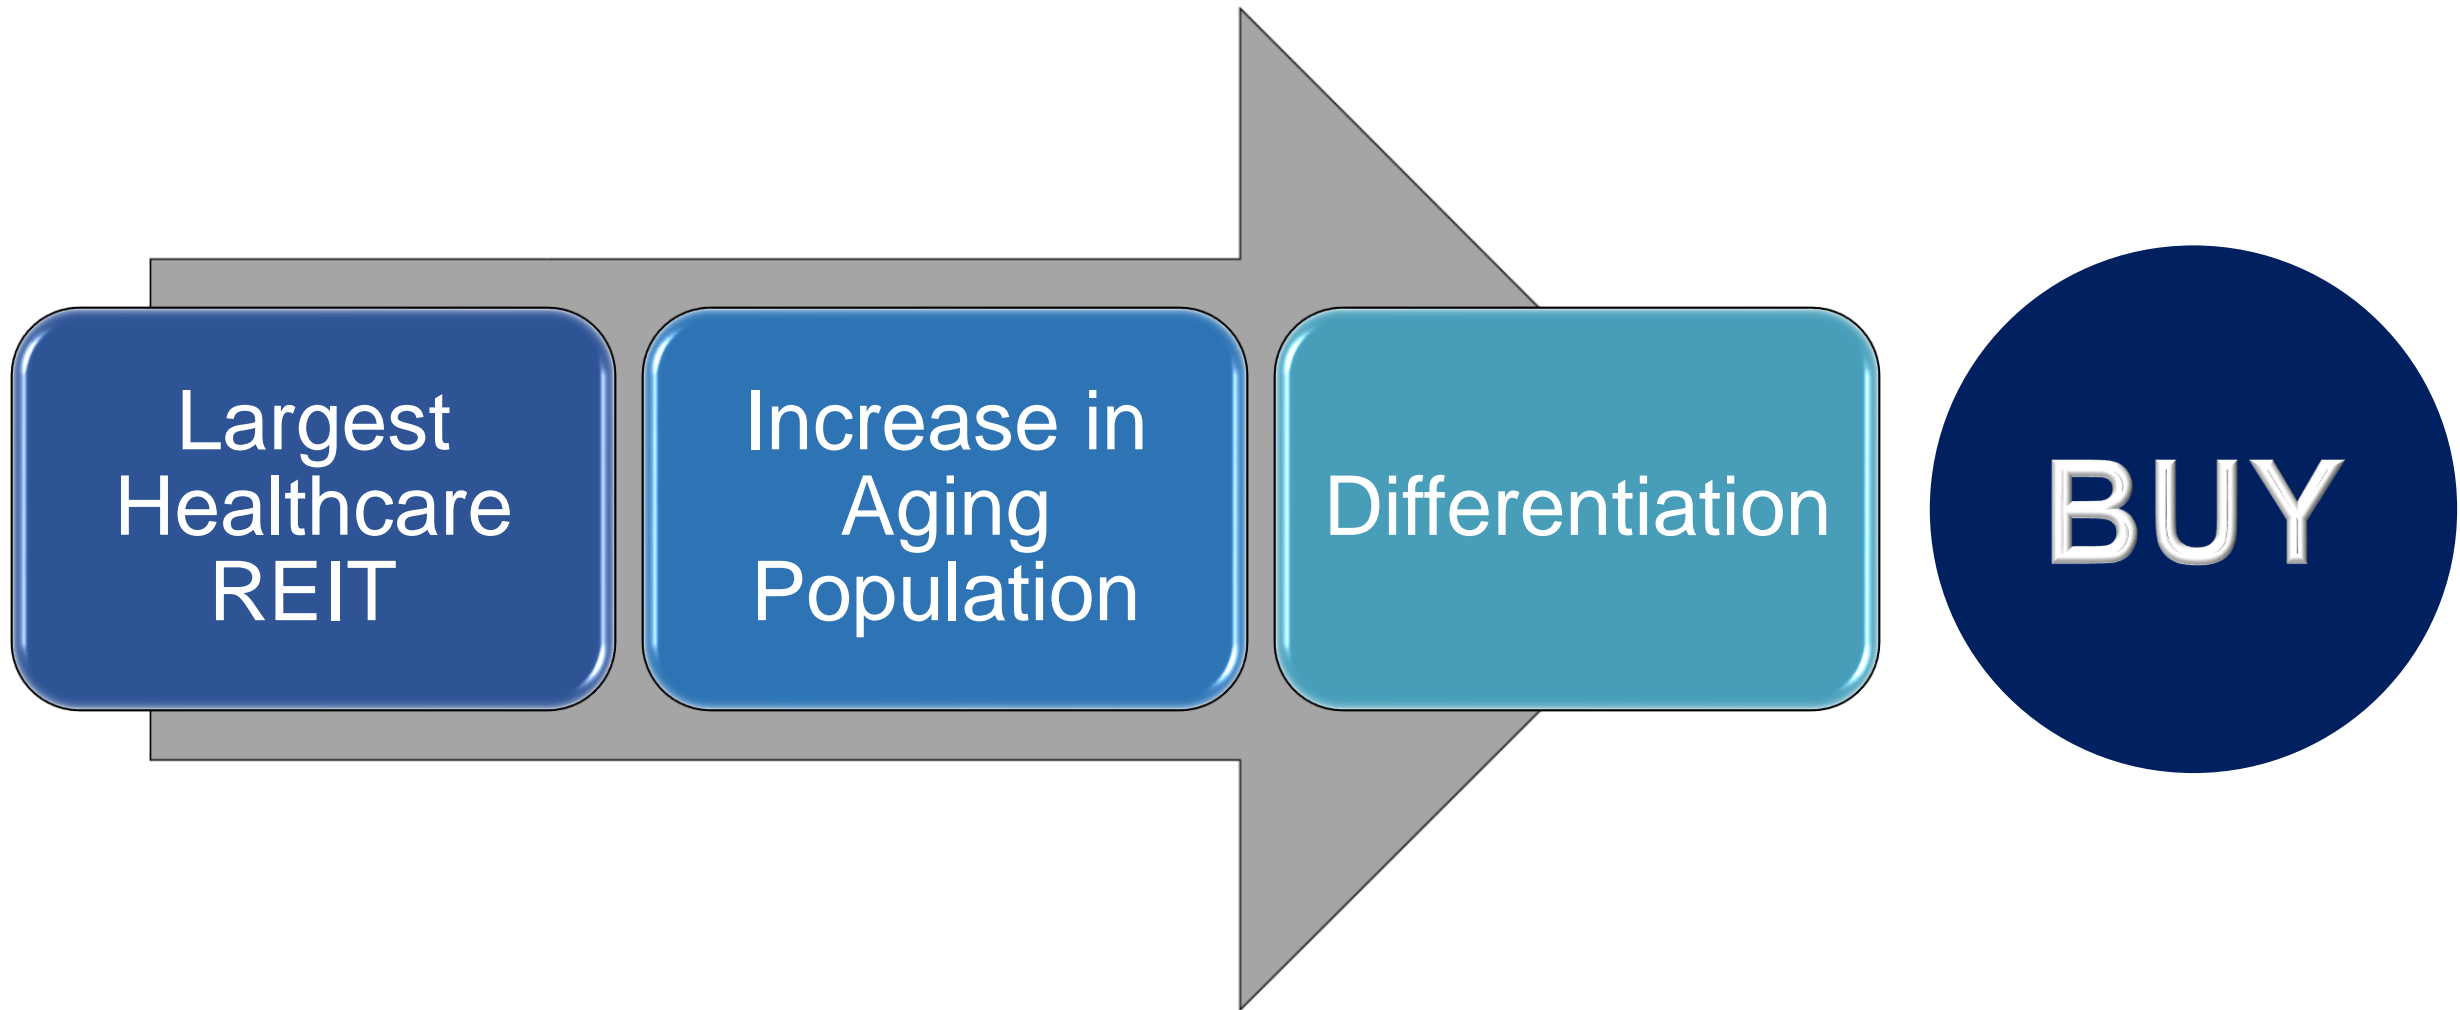 Largest
Healthcare
REIT
Increase in
Aging
Population
Differentiation
BUY